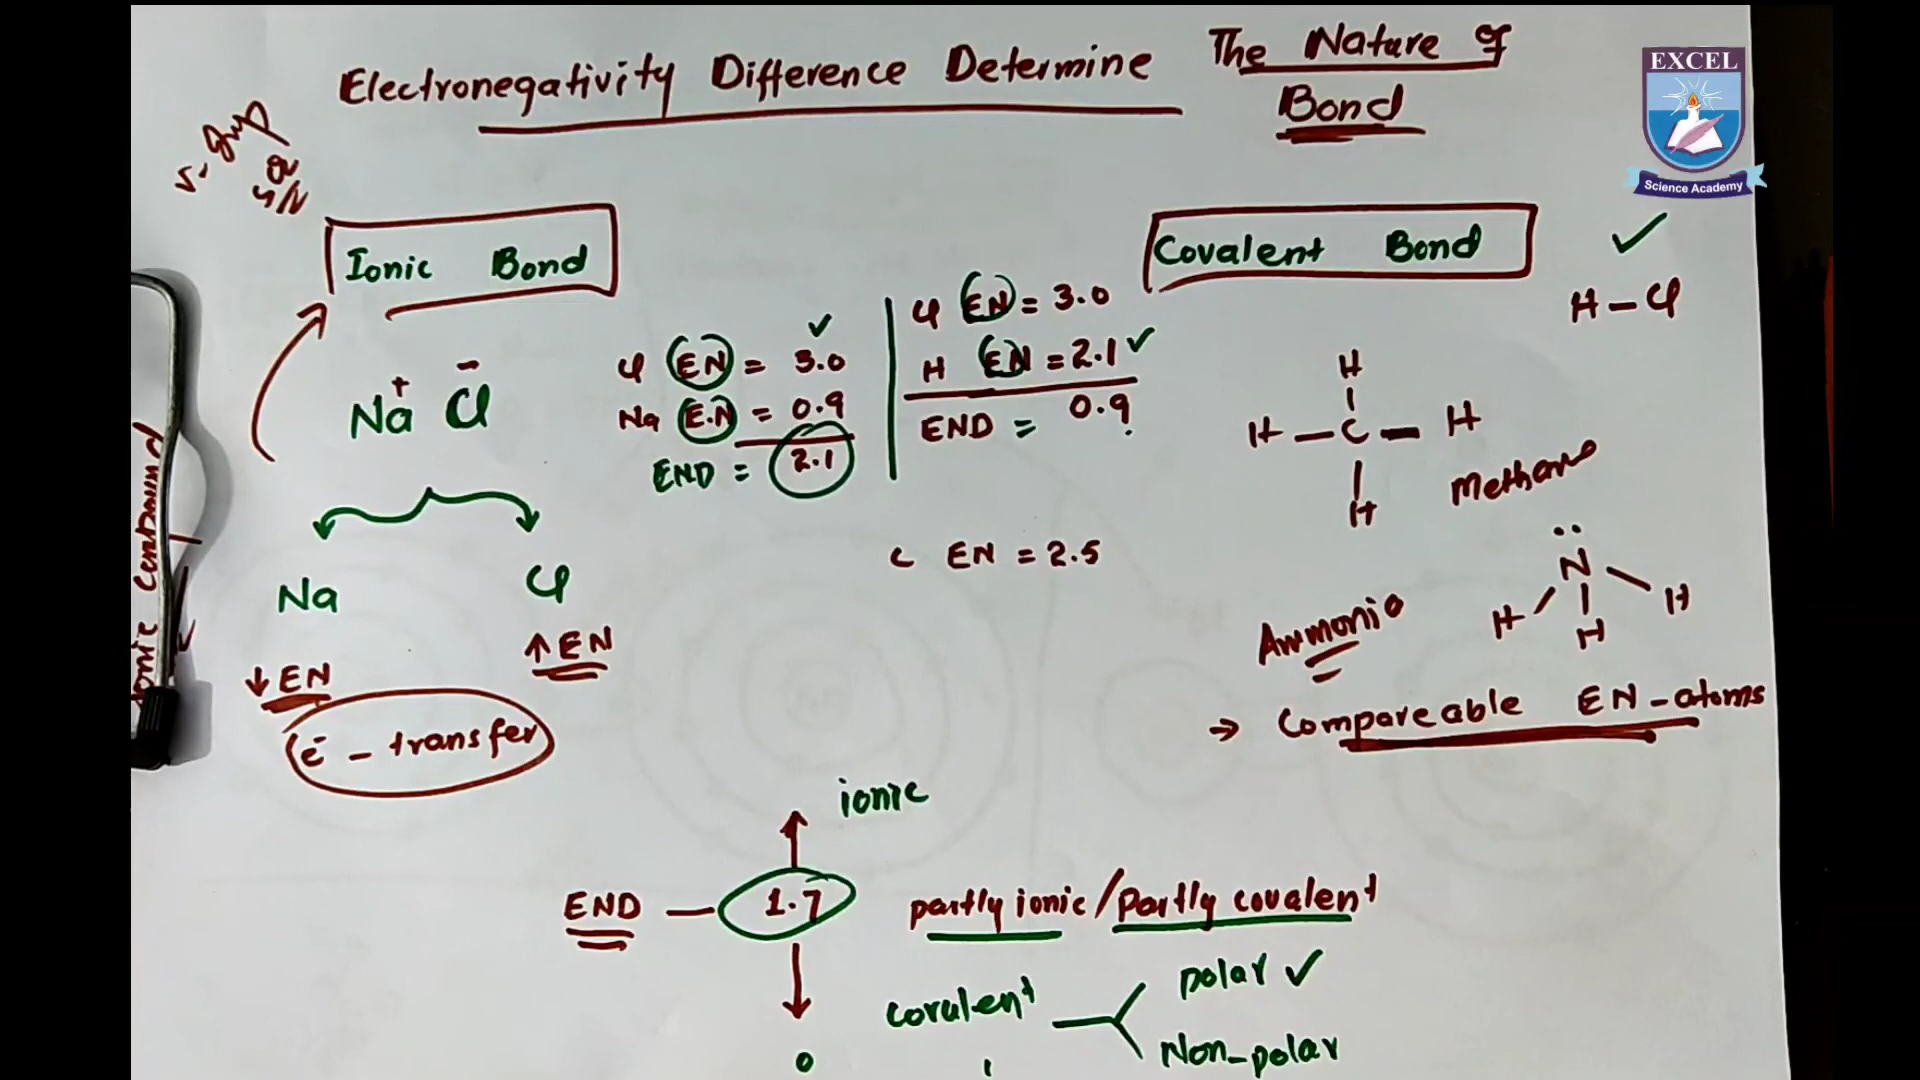 Electronegativity Difference Determine The Nature of
Bond
EXCEL
Science Academy
Ionic Bond
Covalent Bond
✓
H – Cl
Na⁺ Cl⁻
✓
Cl EN = 3.0
Na E.N = 0.9
END = 2.1
Cl EN = 3.0
H EN = 2.1 ✓
END = 0.9
H
H – C – H
H
Methane
C EN = 2.5
Na Cl
↓ EN
↑ EN
e⁻ – transfer
Ammonia
N
H H H
→ Compareable EN – atoms
ionic
END – 1.7 partly ionic / Partly covalent
covalent
polar ✓
Non-polar
0